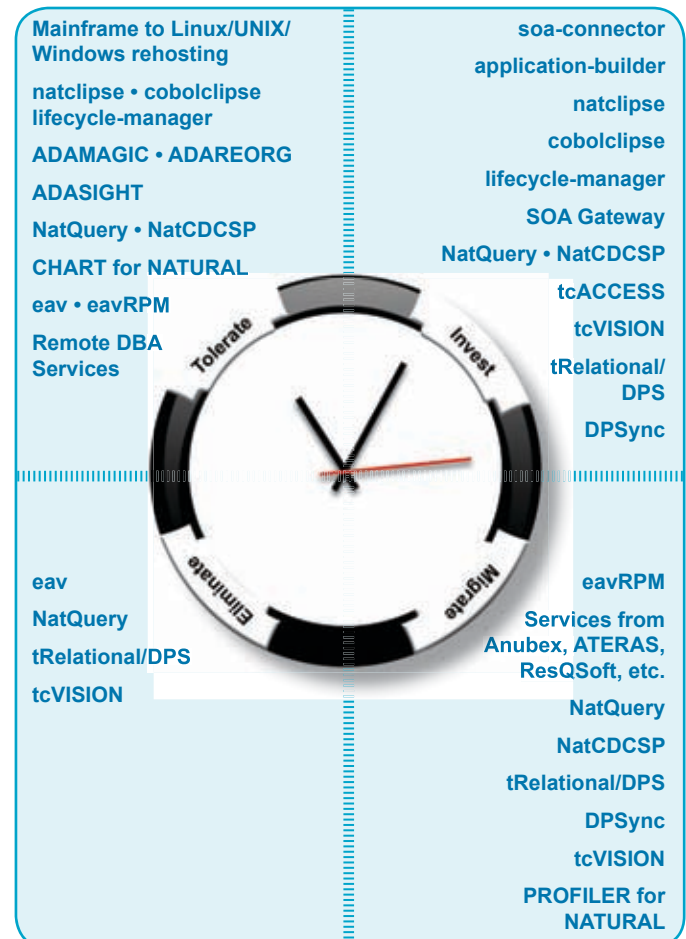 Mainframe to Linux/UNIX/
Windows rehosting
natclipse • cobolclipse
lifecycle-manager
ADAMAGIC • ADAREORG
ADASIGHT
NatQuery • NatCDCSP
CHART for NATURAL
eav • eavRPM
Remote DBA
Services
soa-connector
application-builder
natclipse
cobolclipse
lifecycle-manager
SOA Gateway
NatQuery • NatCDCSP
tcACCESS
tcVISION
tRelational/
DPS
DPSync
Tolerate
Invest
Eliminate
Migrate
eav
NatQuery
tRelational/DPS
tcVISION
eavRPM
Services from
Anubex, ATERAS,
ResQSoft, etc.
NatQuery
NatCDCSP
tRelational/DPS
DPSync
tcVISION
PROFILER for
NATURAL